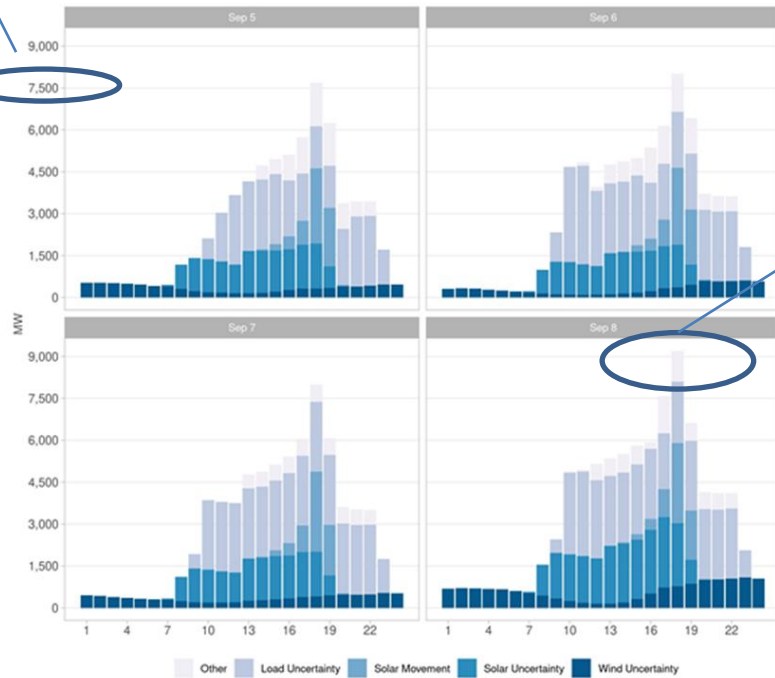 Sep 5
Sep 6
9,000
7,500
6,000
4,500
3,000
1,500
0
MW
Sep 7
Sep 8
9,000
7,500
6,000
4,500
3,000
1,500
0
1 4 7 10 13 16 19 22
1 4 7 10 13 16 19 22
Other Load Uncertainty Solar Movement Solar Uncertainty Wind Uncertainty